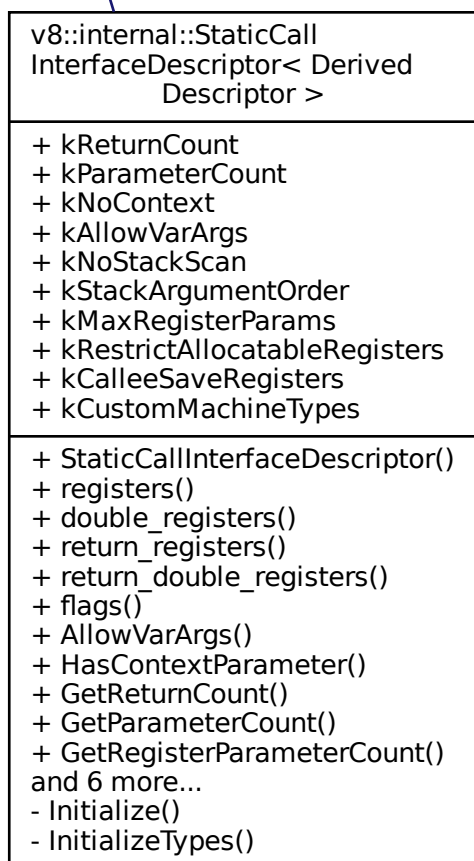 v8::internal::StaticCall
InterfaceDescriptor< Derived
Descriptor >
+ kReturnCount
+ kParameterCount
+ kNoContext
+ kAllowVarArgs
+ kNoStackScan
+ kStackArgumentOrder
+ kMaxRegisterParams
+ kRestrictAllocatableRegisters
+ kCalleeSaveRegisters
+ kCustomMachineTypes
+ StaticCallInterfaceDescriptor()
+ registers()
+ double_registers()
+ return_registers()
+ return_double_registers()
+ flags()
+ AllowVarArgs()
+ HasContextParameter()
+ GetReturnCount()
+ GetParameterCount()
+ GetRegisterParameterCount()
and 6 more...
- Initialize()
- InitializeTypes()